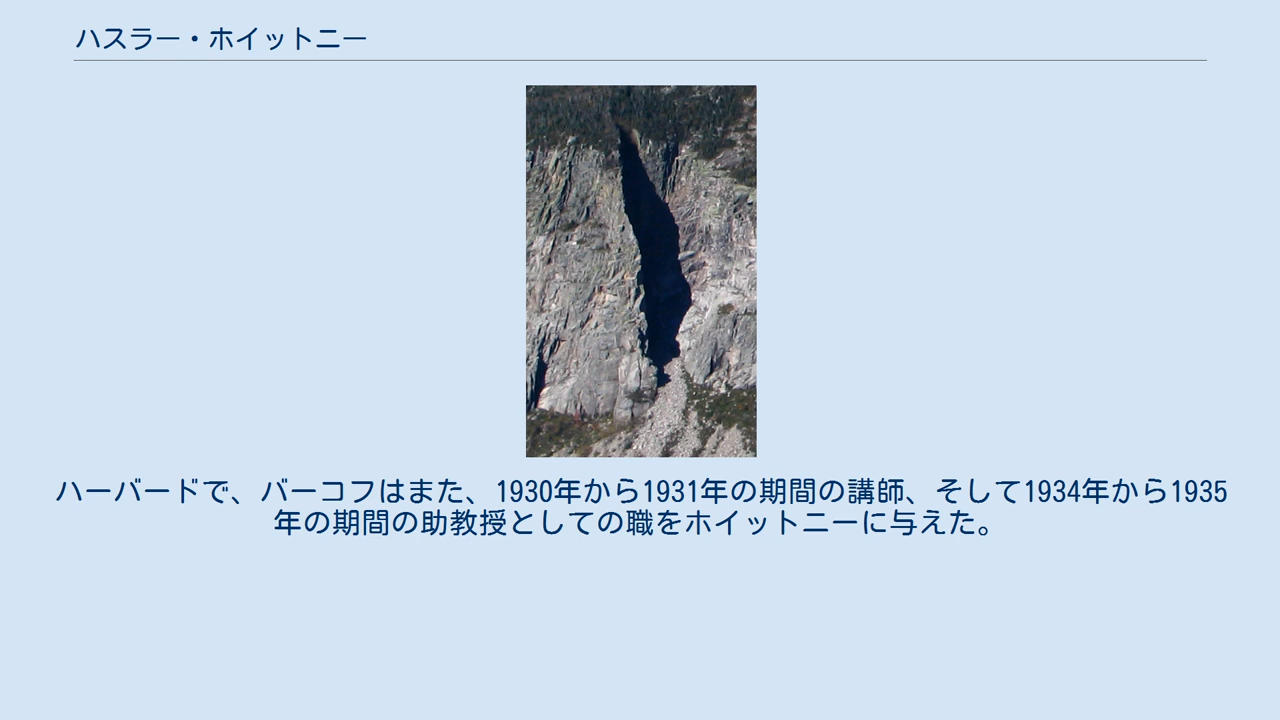 ハスラー・ホイットニー
ハーバードで、バーコフはまた、1930年から1931年の期間の講師、そして1934年から1935
年の期間の助教授としての職をホイットニーに与えた。